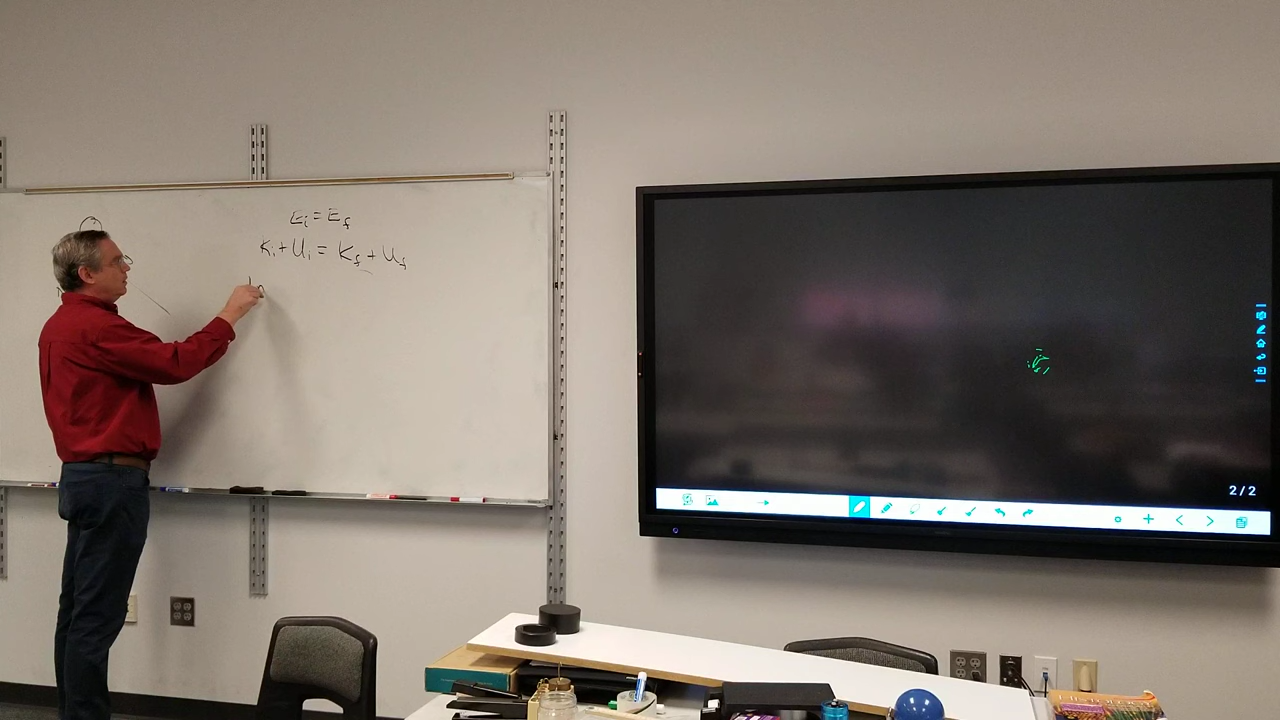 Ei = Ef
Ki + Ui = Kf + Uf
2/2